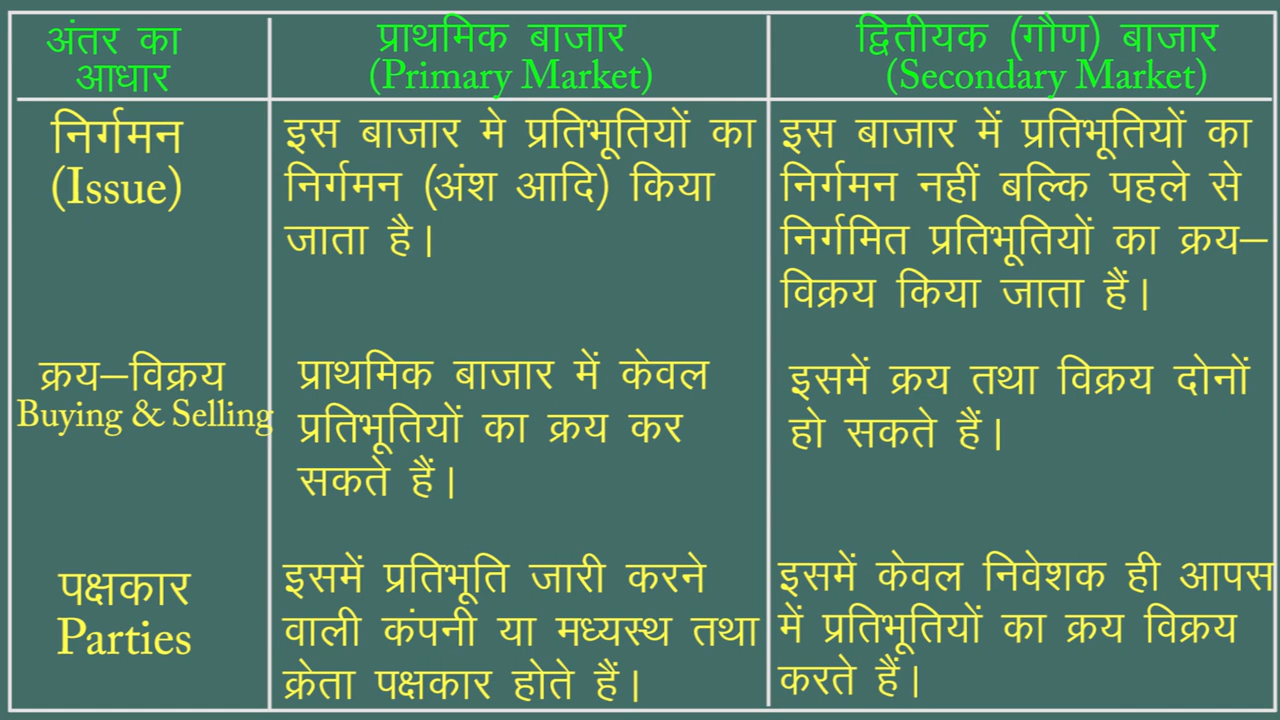 अंतर का
आधार
प्राथमिक बाजार
(Primary Market)
द्वितीयक (गौण) बाजार
(Secondary Market)
निर्गमन
(Issue)
इस बाजार मे प्रतिभूतियों का
निर्गमन (अंश आदि) किया
जाता है।
इस बाजार में प्रतिभूतियों का
निर्गमन नहीं बल्कि पहले से
निर्गमित प्रतिभूतियों का क्रय–
विक्रय किया जाता हैं।
क्रय–विक्रय
Buying & Selling
प्राथमिक बाजार में केवल
प्रतिभूतियों का क्रय कर
सकते हैं।
इसमें क्रय तथा विक्रय दोनों
हो सकते हैं।
पक्षकार
Parties
इसमें प्रतिभूति जारी करने
वाली कंपनी या मध्यस्थ तथा
क्रेता पक्षकार होते हैं।
इसमें केवल निवेशक ही आपस
में प्रतिभूतियों का क्रय विक्रय
करते हैं।